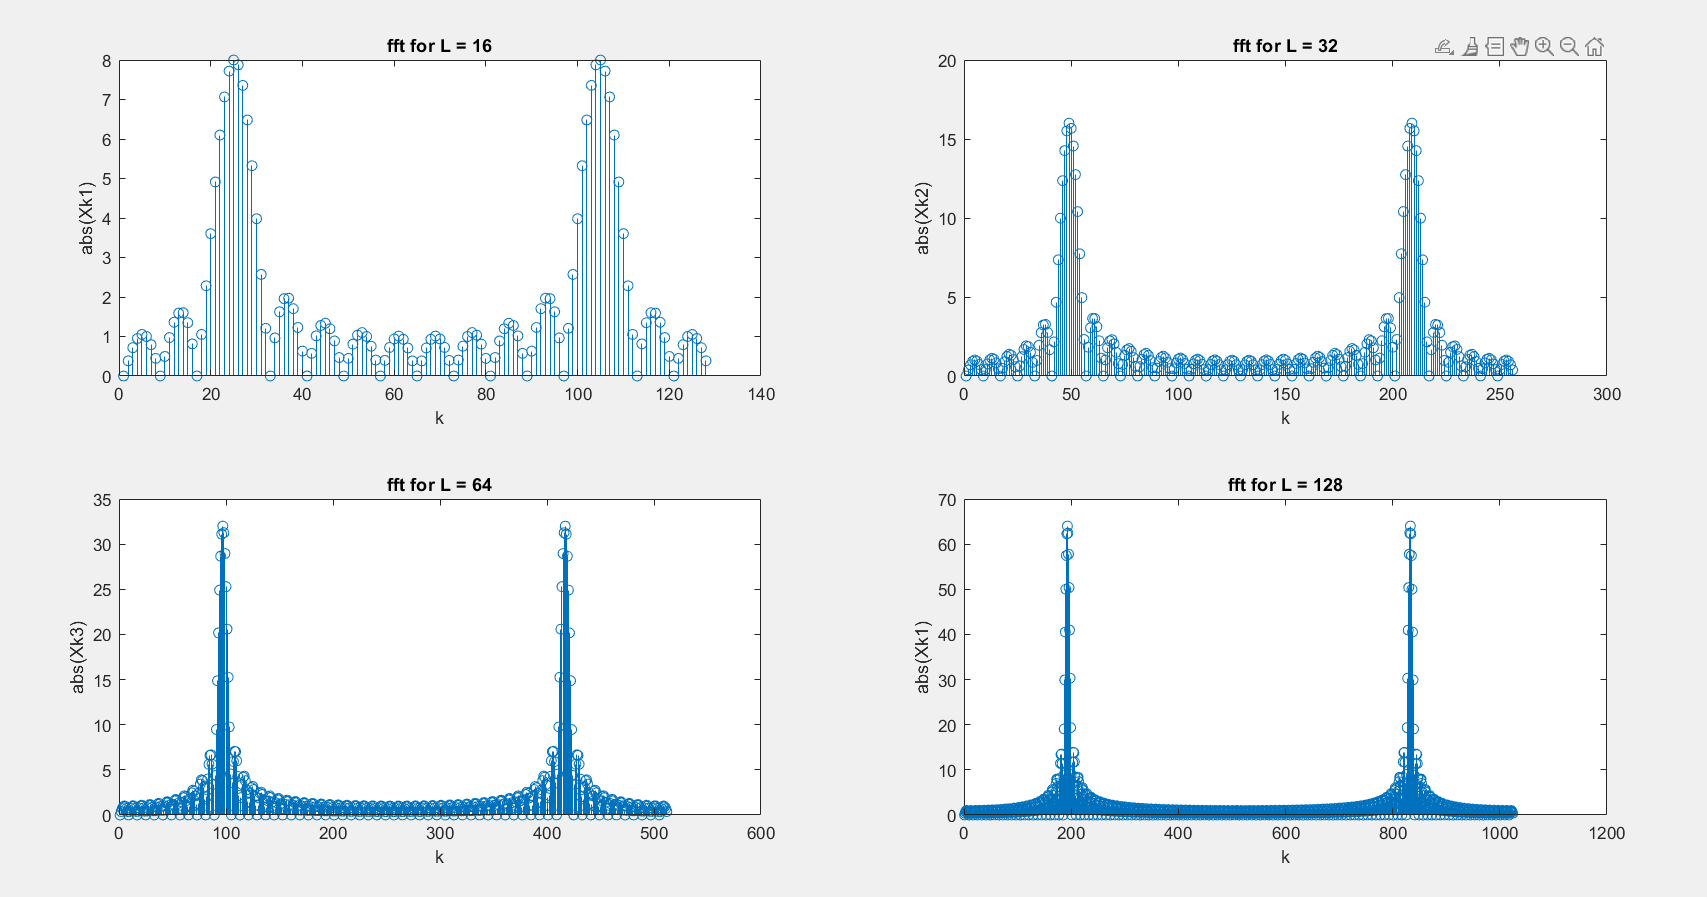 fft for L = 16
8
7
6
5
4
3
2
1
0
abs(Xk1)
0 20 40 60 80 100 120 140
k
fft for L = 32
20
15
10
5
0
abs(Xk2)
0 50 100 150 200 250 300
k
fft for L = 64
35
30
25
20
15
10
5
0
abs(Xk3)
0 100 200 300 400 500 600
k
fft for L = 128
70
60
50
40
30
20
10
0
abs(Xk1)
0 200 400 600 800 1000 1200
k